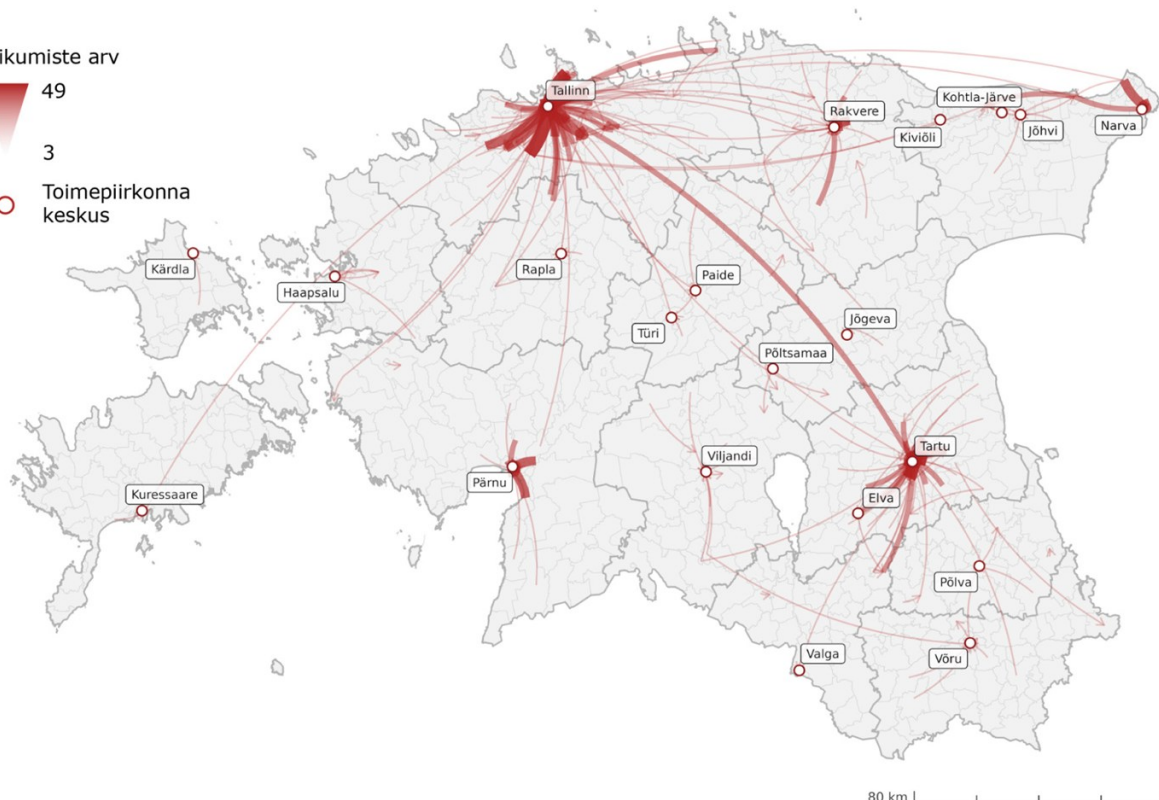 ikumiste arv
49
3
Toimepiirkonna
keskus
Tallinn
Rakvere
Kohtla-Järve
Kiviõli
Jõhvi
Narva
Kärdla
Haapsalu
Rapla
Paide
Türi
Jõgeva
Põltsamaa
Kuressaare
Pärnu
Viljandi
Tartu
Elva
Põlva
Valga
Võru
80 km